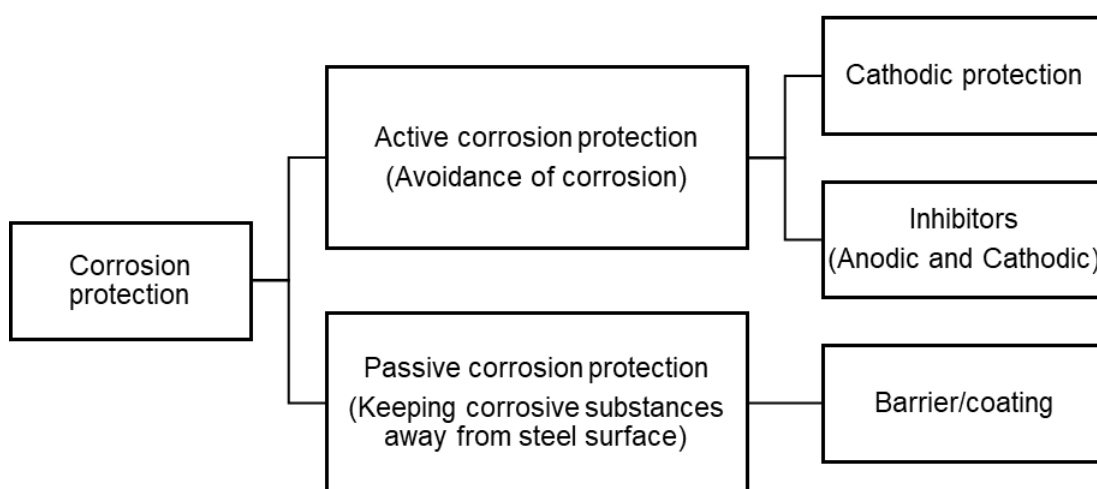 Corrosion
protection
Active corrosion protection
(Avoidance of corrosion)
Cathodic protection
Inhibitors
(Anodic and Cathodic)
Passive corrosion protection
(Keeping corrosive substances
away from steel surface)
Barrier/coating